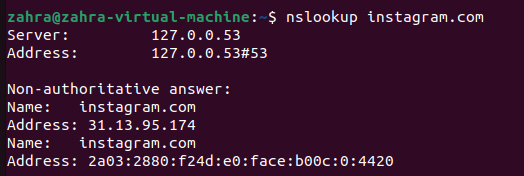 zahra@zahra-virtual-machine:~$ nslookup instagram.com
Server:         127.0.0.53
Address:        127.0.0.53#53

Non-authoritative answer:
Name:   instagram.com
Address: 31.13.95.174
Name:   instagram.com
Address: 2a03:2880:f24d:e0:face:b00c:0:4420